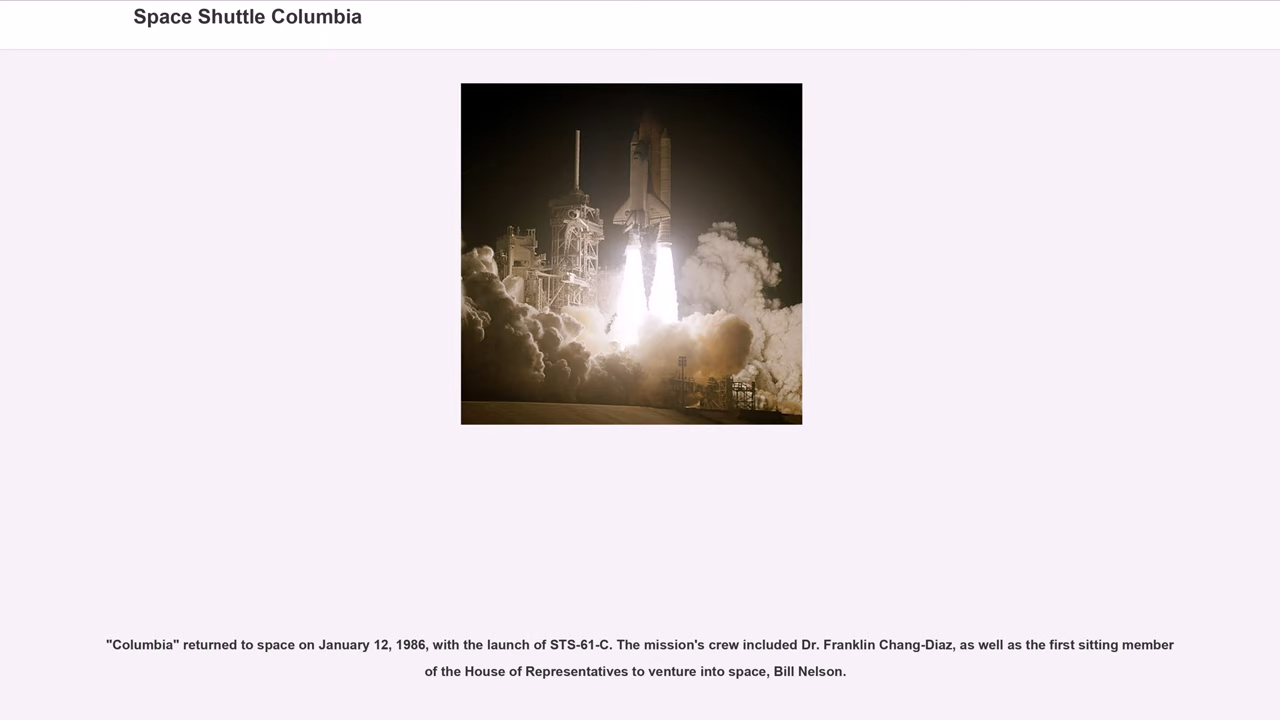 Space Shuttle Columbia
"Columbia" returned to space on January 12, 1986, with the launch of STS-61-C. The mission's crew included Dr. Franklin Chang-Diaz, as well as the first sitting member
of the House of Representatives to venture into space, Bill Nelson.